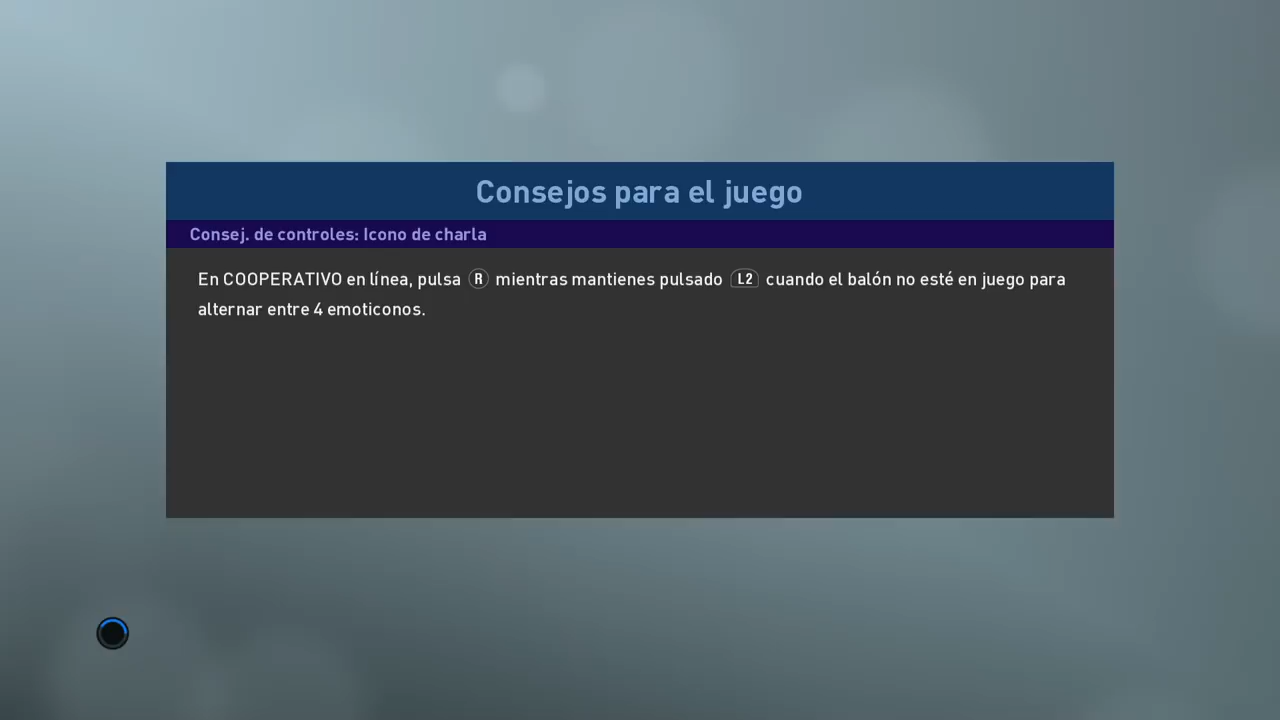 Consejos para el juego
Consej. de controles: Icono de charla
En COOPERATIVO en línea, pulsa R mientras mantienes pulsado L2 cuando el balón no esté en juego para
alternar entre 4 emoticonos.